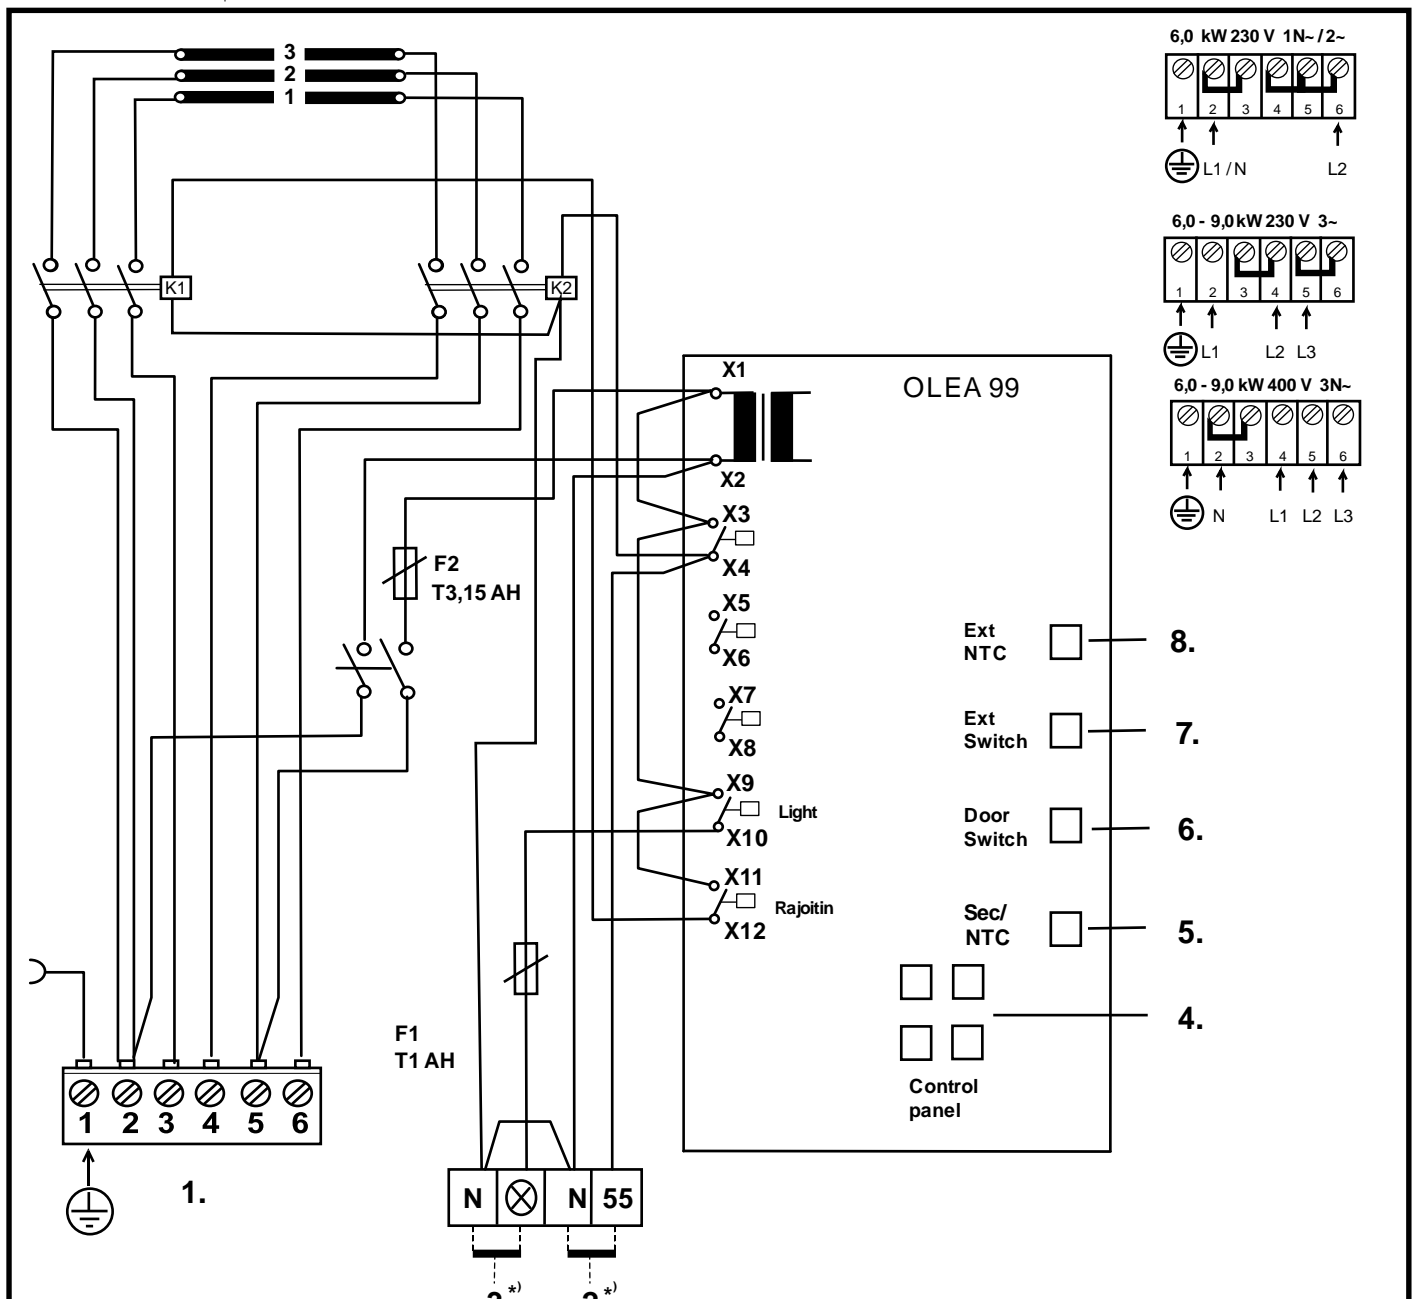 3
2
1
K1
K2
6,0 kW 230 V 1N~ / 2~
1 2 3 4 5 6
L1 / N L2
6,0 - 9,0 kW 230 V 3~
1 2 3 4 5 6
L1 L2 L3
6,0 - 9,0 kW 400 V 3N~
1 2 3 4 5 6
N L1 L2 L3
OLEA 99
X1
X2
X3
X4
X5
X6
X7
X8
X9
Light
X10
X11
Rajoitin
X12
F2
T3,15 AH
Ext
NTC
8.
Ext
Switch
7.
Door
Switch
6.
Sec/
NTC
5.
4.
Control
panel
F1
T1 AH
1 2 3 4 5 6
1.
N N 55
*) *)